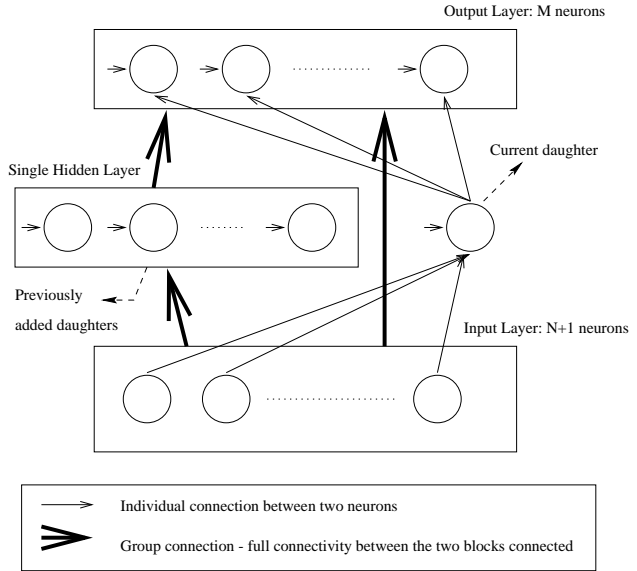 Output Layer: M neurons
Current daughter
Single Hidden Layer
Previously
added daughters
Input Layer: N+1 neurons
Individual connection between two neurons
Group connection - full connectivity between the two blocks connected